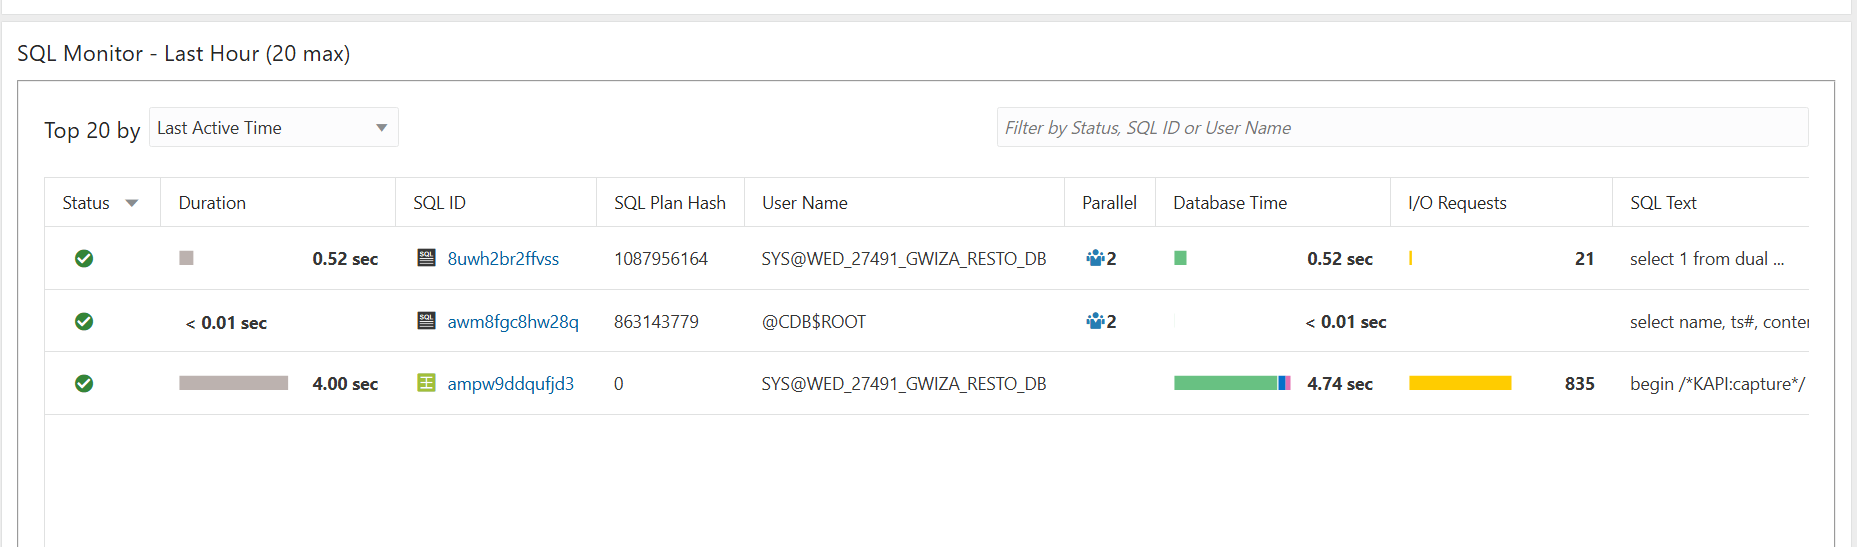 SQL Monitor - Last Hour (20 max)
Top 20 by Last Active Time Filter by Status, SQL ID or User Name
Status Duration SQL ID SQL Plan Hash User Name Parallel Database Time I/O Requests SQL Text
0.52 sec SQL 8uwh2br2ffvss 1087956164 SYS@WED_27491_GWIZA_RESTO_DB 2 0.52 sec 21 select 1 from dual ...
< 0.01 sec SQL awm8fgc8hw28q 863143779 @CDB$ROOT 2 < 0.01 sec select name, ts#, conten
4.00 sec ampw9ddqufjd3 0 SYS@WED_27491_GWIZA_RESTO_DB 4.74 sec 835 begin /*KAPI:capture*/